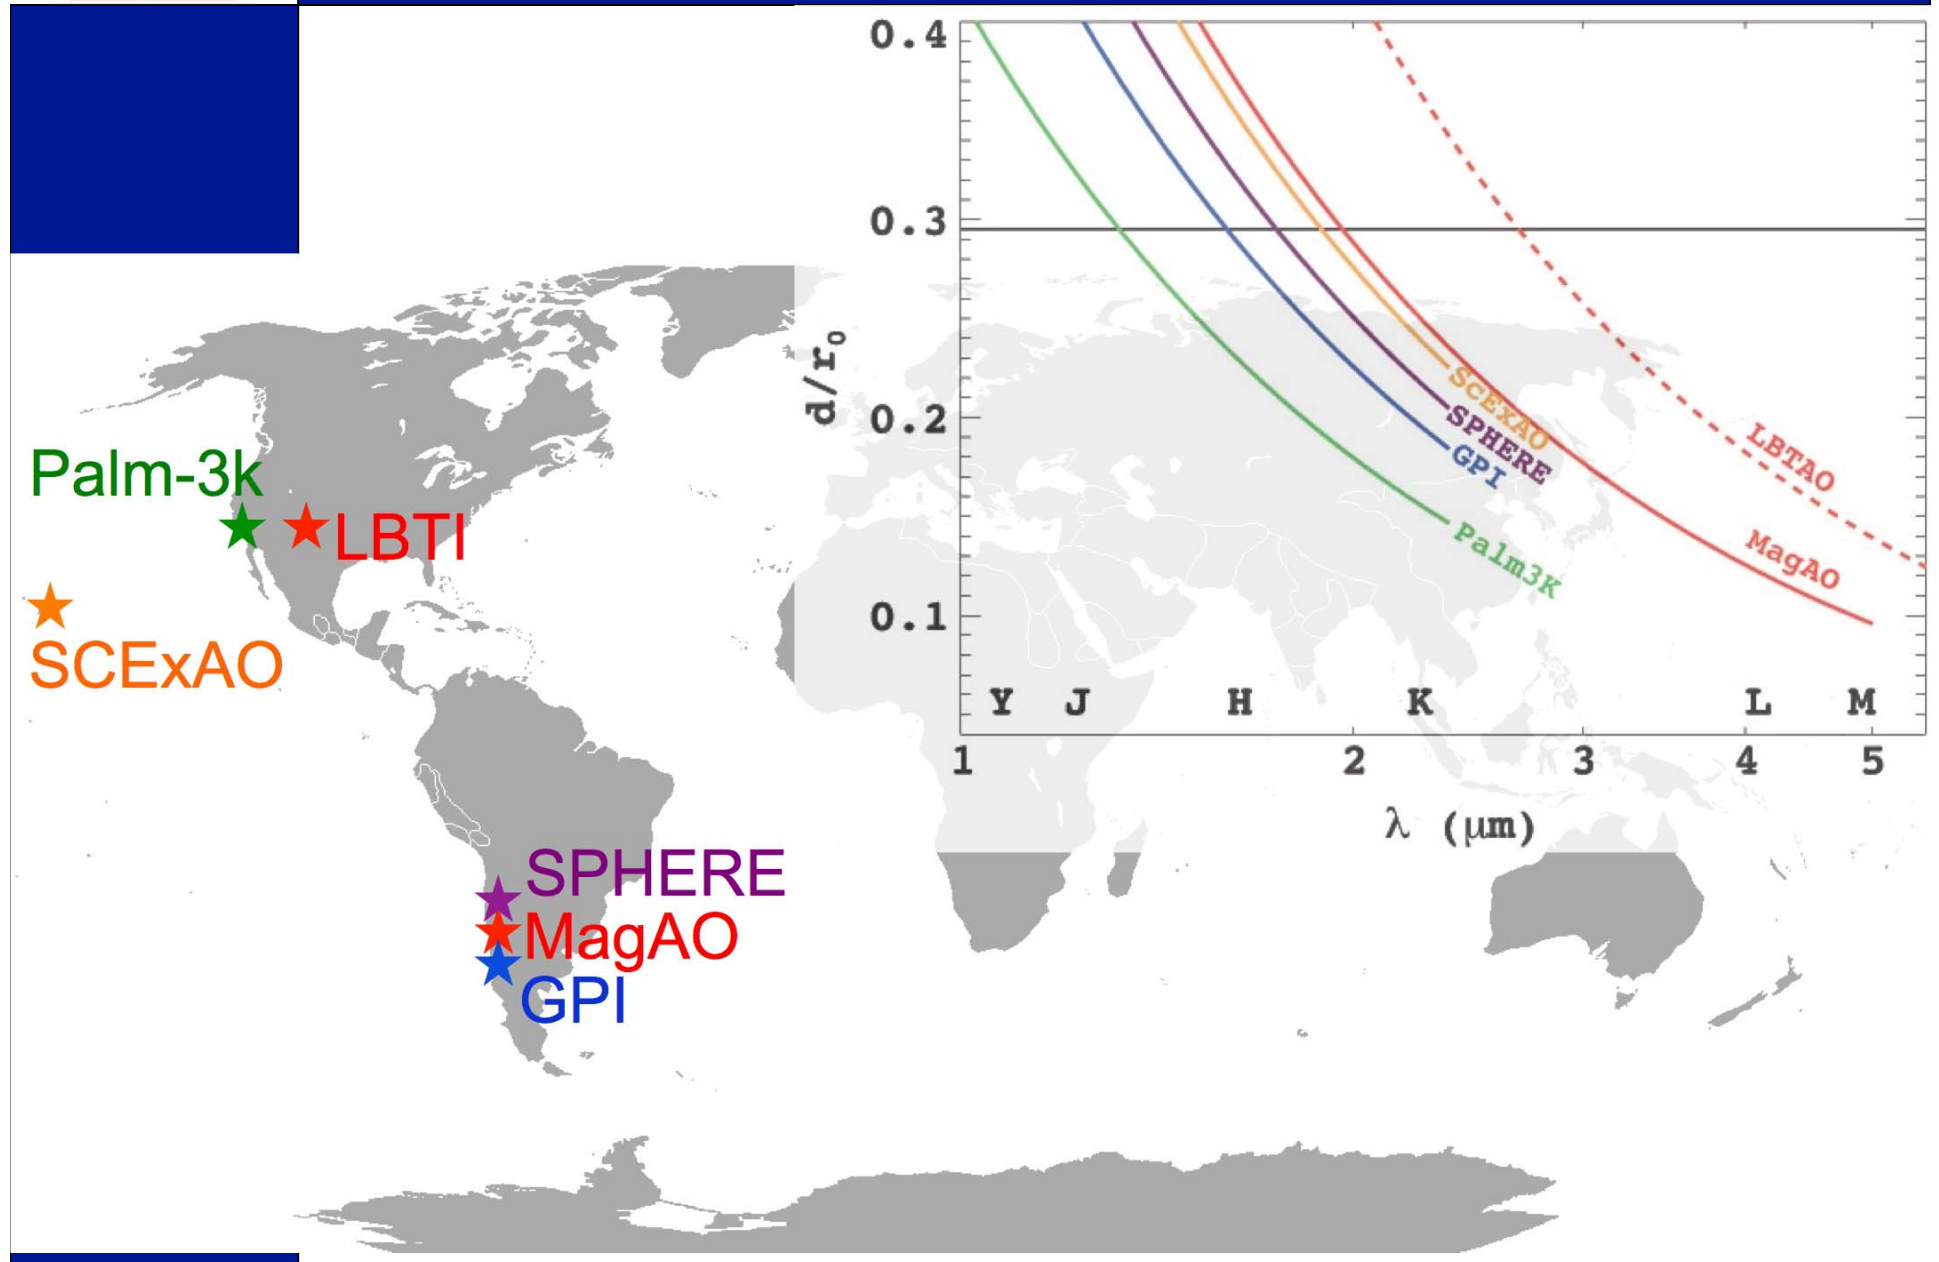 Palm-3k
LBTI
SCExAO
SPHERE
MagAO
GPI
0.4
0.3
0.2
0.1
d/r₀
ScExAO
SPHERE
GPI
Palm3K
LBTAO
MagAO
Y J H K L M
1 2 3 4 5
λ (μm)